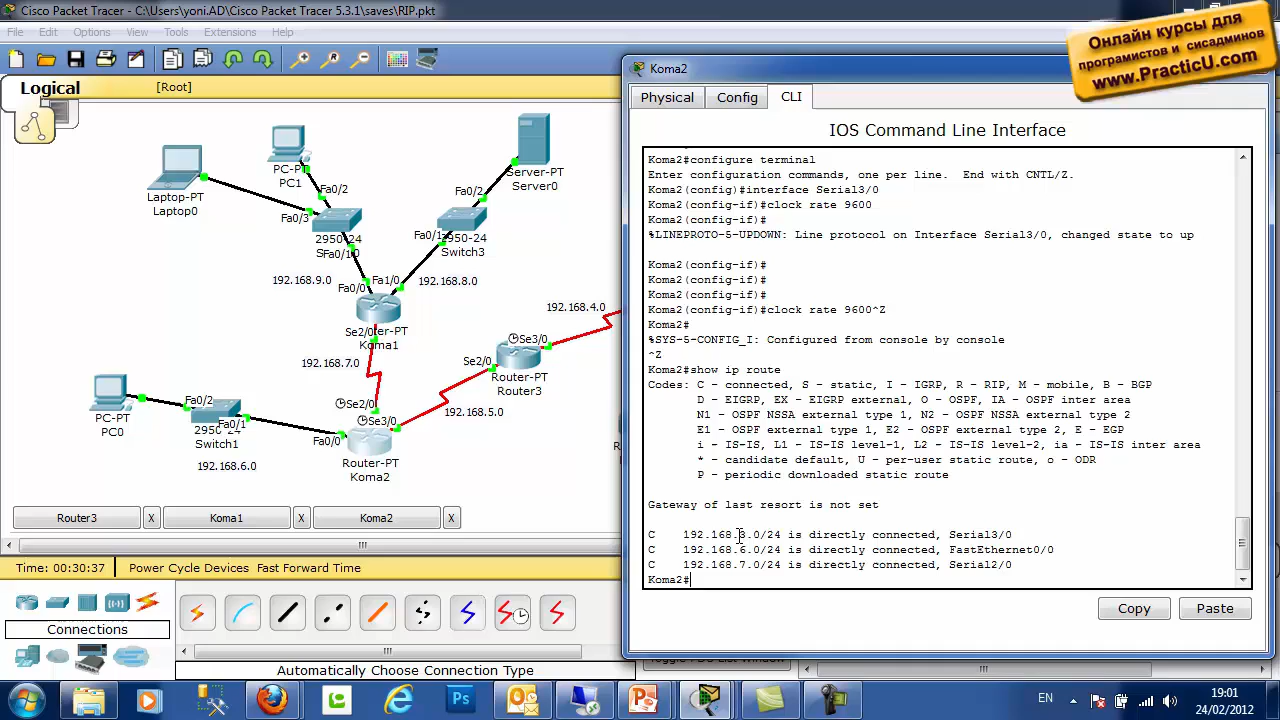 Cisco Packet Tracer - C:\Users\yoni.AD\Cisco Packet Tracer 5.3.1\saves\RIP.pkt
File Edit Options View Tools Extensions Help
Онлайн курсы для
програмистов и сисадминов
www.PracticU.com
Logical
[Root]
Koma2
Physical
Config
CLI
IOS Command Line Interface
Koma2#configure terminal
Enter configuration commands, one per line. End with CNTL/Z.
Koma2(config)#interface Serial3/0
Koma2(config-if)#clock rate 9600
Koma2(config-if)#
%LINEPROTO-5-UPDOWN: Line protocol on Interface Serial3/0, changed state to up
Koma2(config-if)#
Koma2(config-if)#
Koma2(config-if)#
Koma2(config-if)#clock rate 9600^Z
Koma2#
%SYS-5-CONFIG_I: Configured from console by console
^Z
Koma2#show ip route
Codes: C - connected, S - static, I - IGRP, R - RIP, M - mobile, B - BGP
D - EIGRP, EX - EIGRP external, O - OSPF, IA - OSPF inter area
N1 - OSPF NSSA external type 1, N2 - OSPF NSSA external type 2
E1 - OSPF external type 1, E2 - OSPF external type 2, E - EGP
i - IS-IS, L1 - IS-IS level-1, L2 - IS-IS level-2, ia - IS-IS inter area
* - candidate default, U - per-user static route, o - ODR
P - periodic downloaded static route
Gateway of last resort is not set
C 192.168.5.0/24 is directly connected, Serial3/0
C 192.168.6.0/24 is directly connected, FastEthernet0/0
C 192.168.7.0/24 is directly connected, Serial2/0
Koma2#
Copy
Paste
Laptop-PT
Laptop0
PC-PT
PC1
Fa0/2
Fa0/3
2950-24
Server-PT
Server0
Fa0/2
2950-24
Switch3
192.168.9.0
Fa0/0
Fa1/0
192.168.8.0
Koma1
Se2/0
192.168.7.0
192.168.4.0
Se3/0
Se2/0
Router-PT
Router3
192.168.5.0
PC-PT
PC0
Fa0/2
Fa0/1
Switch1
192.168.6.0
Se2/0
Se3/0
Fa0/0
Router-PT
Koma2
Router3 X Koma1 X Koma2 X
Time: 00:30:37 Power Cycle Devices Fast Forward Time
Connections
Automatically Choose Connection Type
EN
19:01
24/02/2012